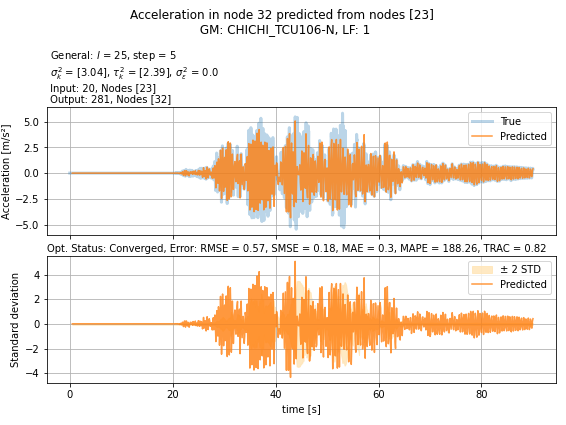 Acceleration in node 32 predicted from nodes [23]
GM: CHICHI_TCU106-N, LF: 1
General: l = 25, step = 5
σ²ₖ = [3.04], τ²ₖ = [2.39], σ²ε = 0.0
Input: 20, Nodes [23]
Output: 281, Nodes [32]
Acceleration [m/s²]
5.0
2.5
0.0
−2.5
−5.0
True
Predicted
Opt. Status: Converged, Error: RMSE = 0.57, SMSE = 0.18, MAE = 0.3, MAPE = 188.26, TRAC = 0.82
Standard deviation
4
2
0
−2
−4
± 2 STD
Predicted
0 20 40 60 80
time [s]